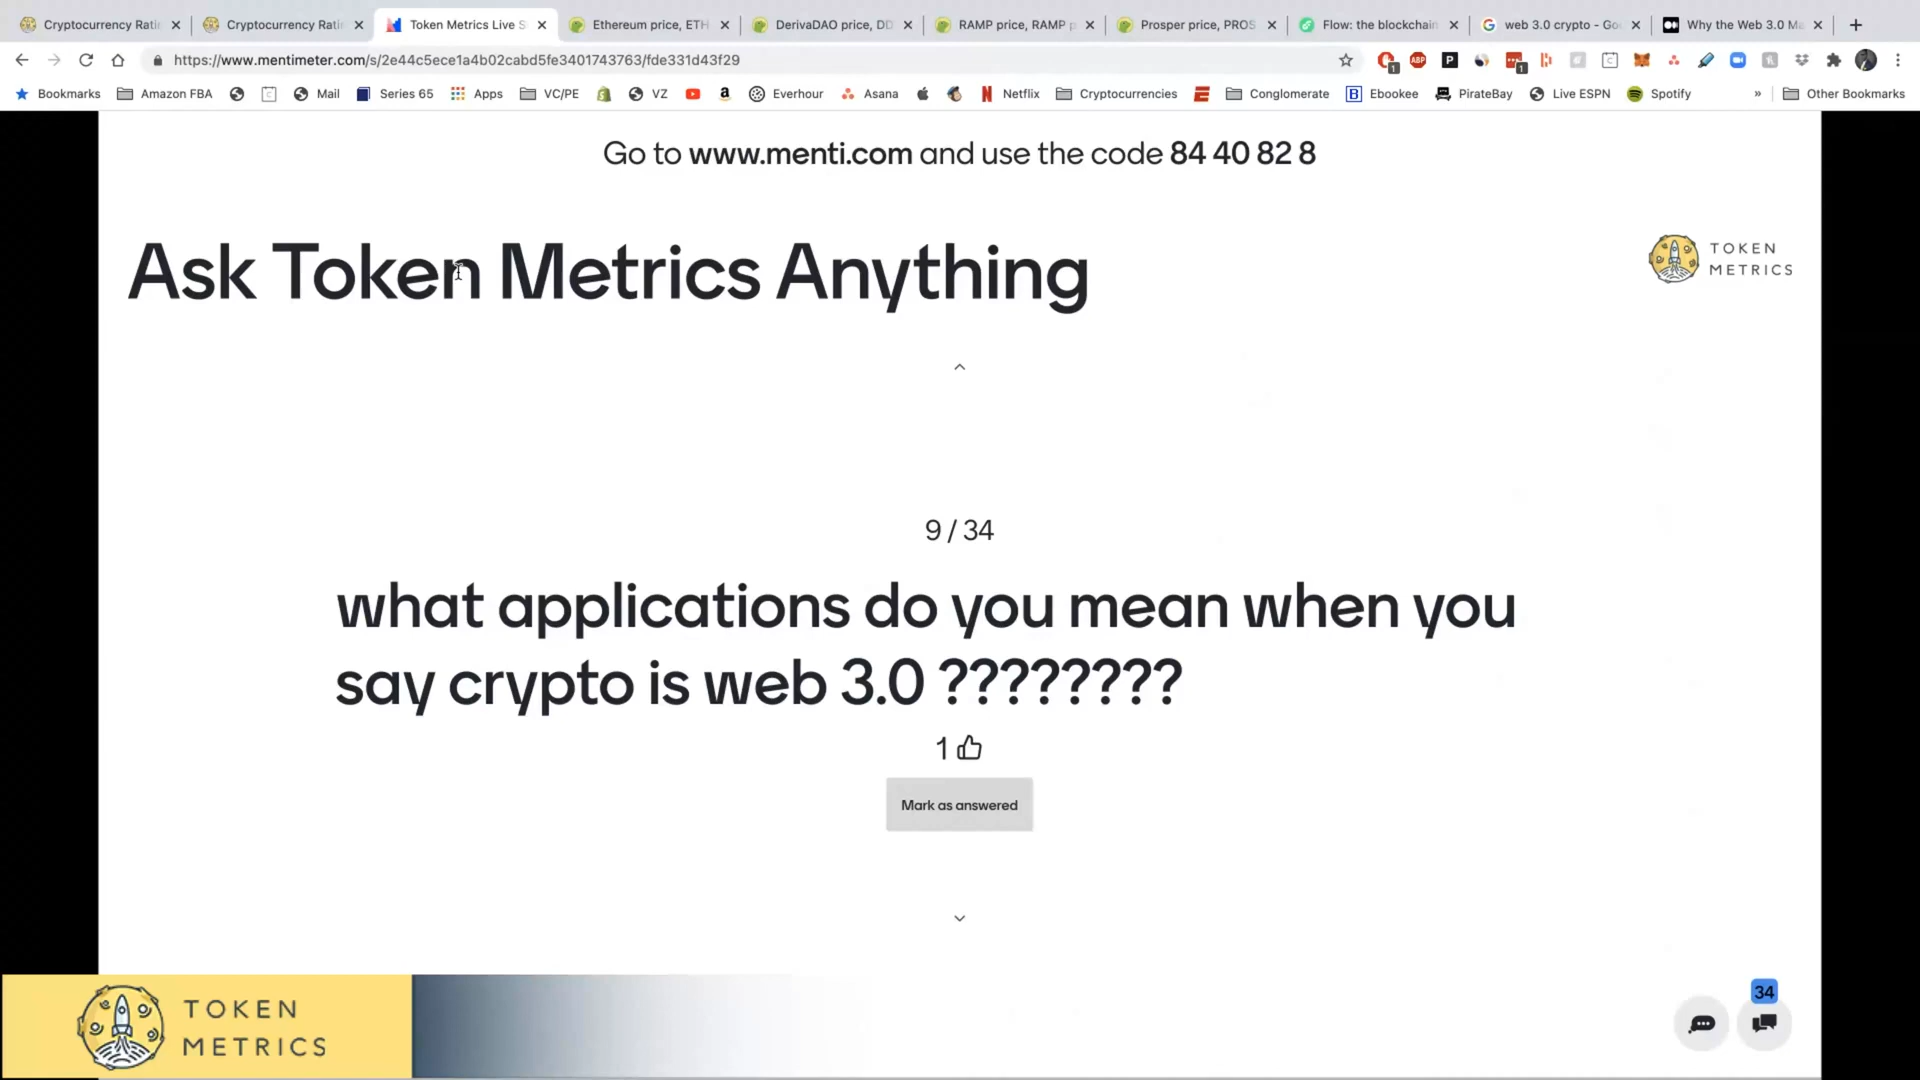 Cryptocurrency Rati
Cryptocurrency Rati
Token Metrics Live S
Ethereum price, ETH
DerivaDAO price, DD
RAMP price, RAMP p
Prosper price, PROS
Flow: the blockchain
web 3.0 crypto - Goo
Why the Web 3.0 Ma
https://www.mentimeter.com/s/2e44c5ece1a4b02cabd5fe3401743763/fde331d43f29
Bookmarks
Amazon FBA
Mail
Series 65
Apps
VC/PE
VZ
Everhour
Asana
Netflix
Cryptocurrencies
Conglomerate
Ebookee
PirateBay
Live ESPN
Spotify
»
Other Bookmarks
Go to www.menti.com and use the code 84 40 82 8
Ask Token Metrics Anything
TOKEN
METRICS
9 / 34
what applications do you mean when you
say crypto is web 3.0 ????????
1
Mark as answered
TOKEN
METRICS
34